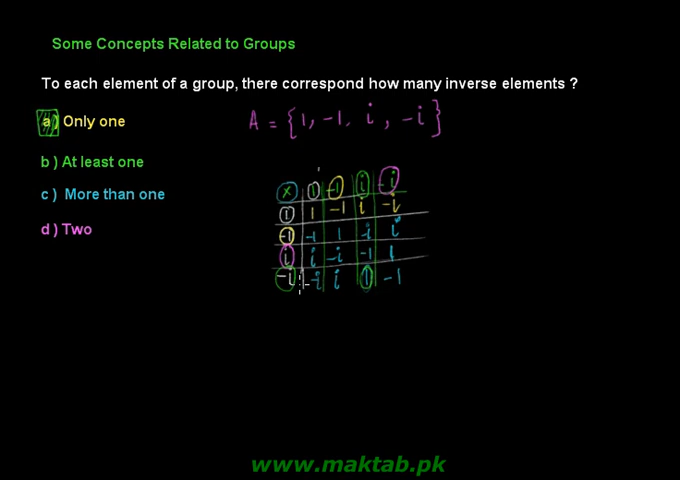 Some Concepts Related to Groups
To each element of a group, there correspond how many inverse elements ?
a) Only one
A = {1, -1, i, -i}
b ) At least one
c ) More than one
d ) Two
x 1 -1 i -i
1 1 -1 i -i
-1 -1 1 -i i
i i -i -1 1
-i -i i 1 -1
www.maktab.pk